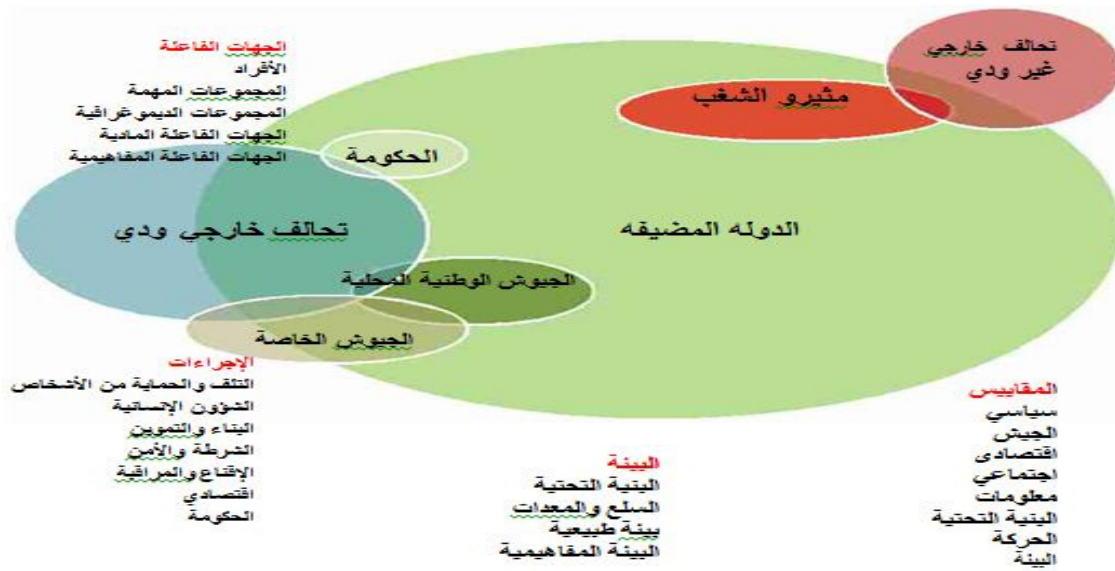 الجهات الفاعلة
الأفراد
المجموعات المهمة
المجموعات الديموغرافية
الجهات الفاعلة المادية
الجهات الفاعلة المفاهيمية
تحالف خارجي
غير ودي
مثيرو الشغب
الحكومة
تحالف خارجي ودي
الدوله المضيفه
الجيوش الوطنية المحلية
الجيوش الخاصة
الإجراءات
التلف والحماية من الأشخاص
الشؤون الإنسانية
البناء والتموين
الشرطة والأمن
الإقناع والمراقبة
اقتصادي
الحكومة
البيئة
البنية التحتية
السلع والمعدات
بيئة طبيعية
البيئة المفاهيمية
المقاييس
سياسي
الجيش
اقتصادى
اجتماعي
معلومات
البنية التحتية
الحركة
البيئة